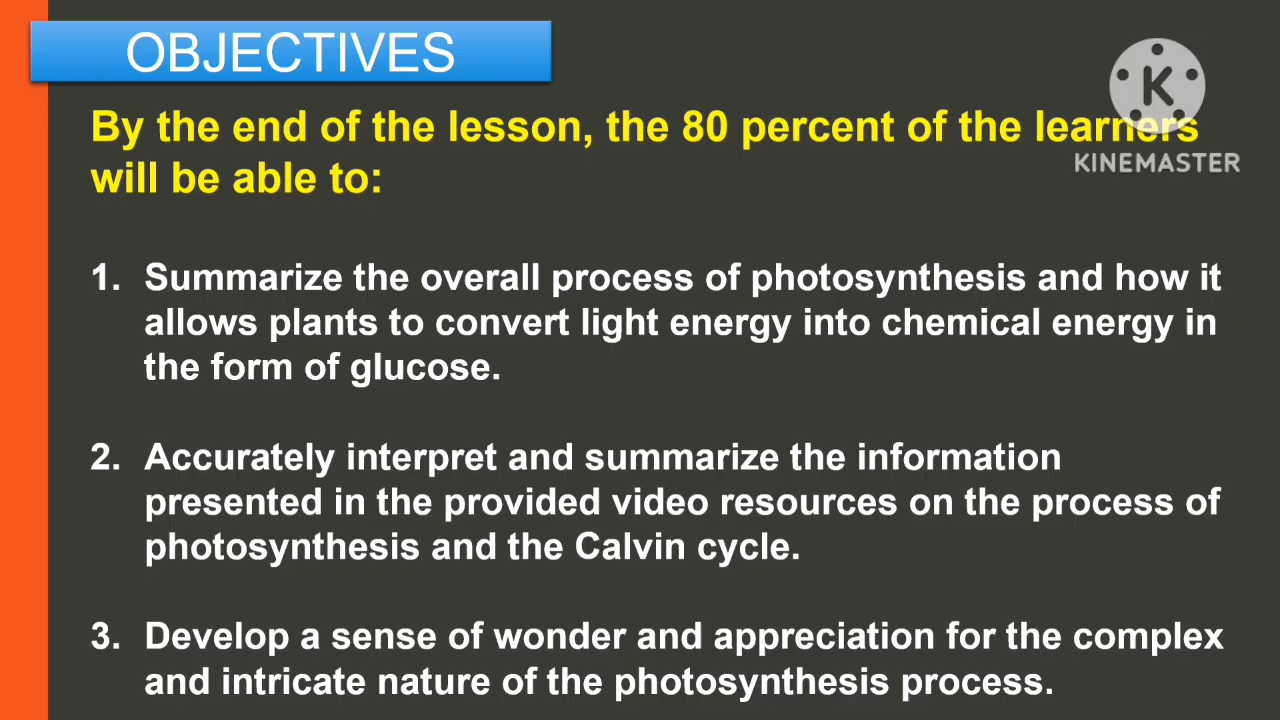 OBJECTIVES
By the end of the lesson, the 80 percent of the learners
will be able to:
K
KINEMASTER
1. Summarize the overall process of photosynthesis and how it
allows plants to convert light energy into chemical energy in
the form of glucose.
2. Accurately interpret and summarize the information
presented in the provided video resources on the process of
photosynthesis and the Calvin cycle.
3. Develop a sense of wonder and appreciation for the complex
and intricate nature of the photosynthesis process.